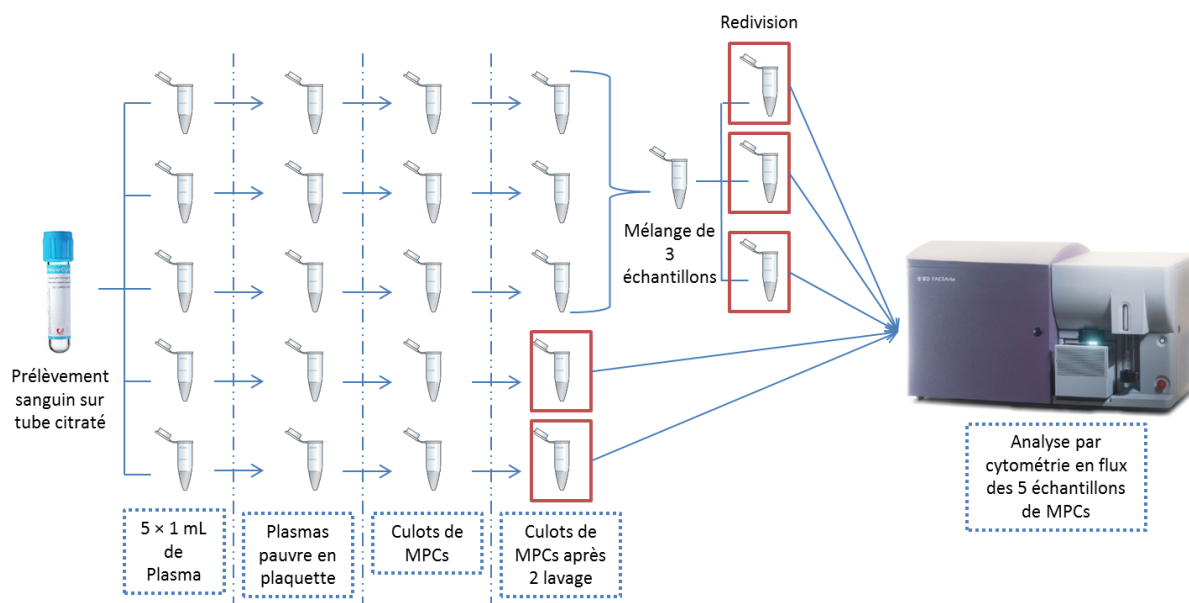 Redivision
Mélange de
3
échantillons
Prélèvement
sanguin sur
tube citraté
5 × 1 mL
de
Plasma
Plasmas
pauvre en
plaquette
Culots de
MPCs
Culots de
MPCs après
2 lavage
BD FACSAria
Analyse par
cytométrie en flux
des 5 échantillons
de MPCs